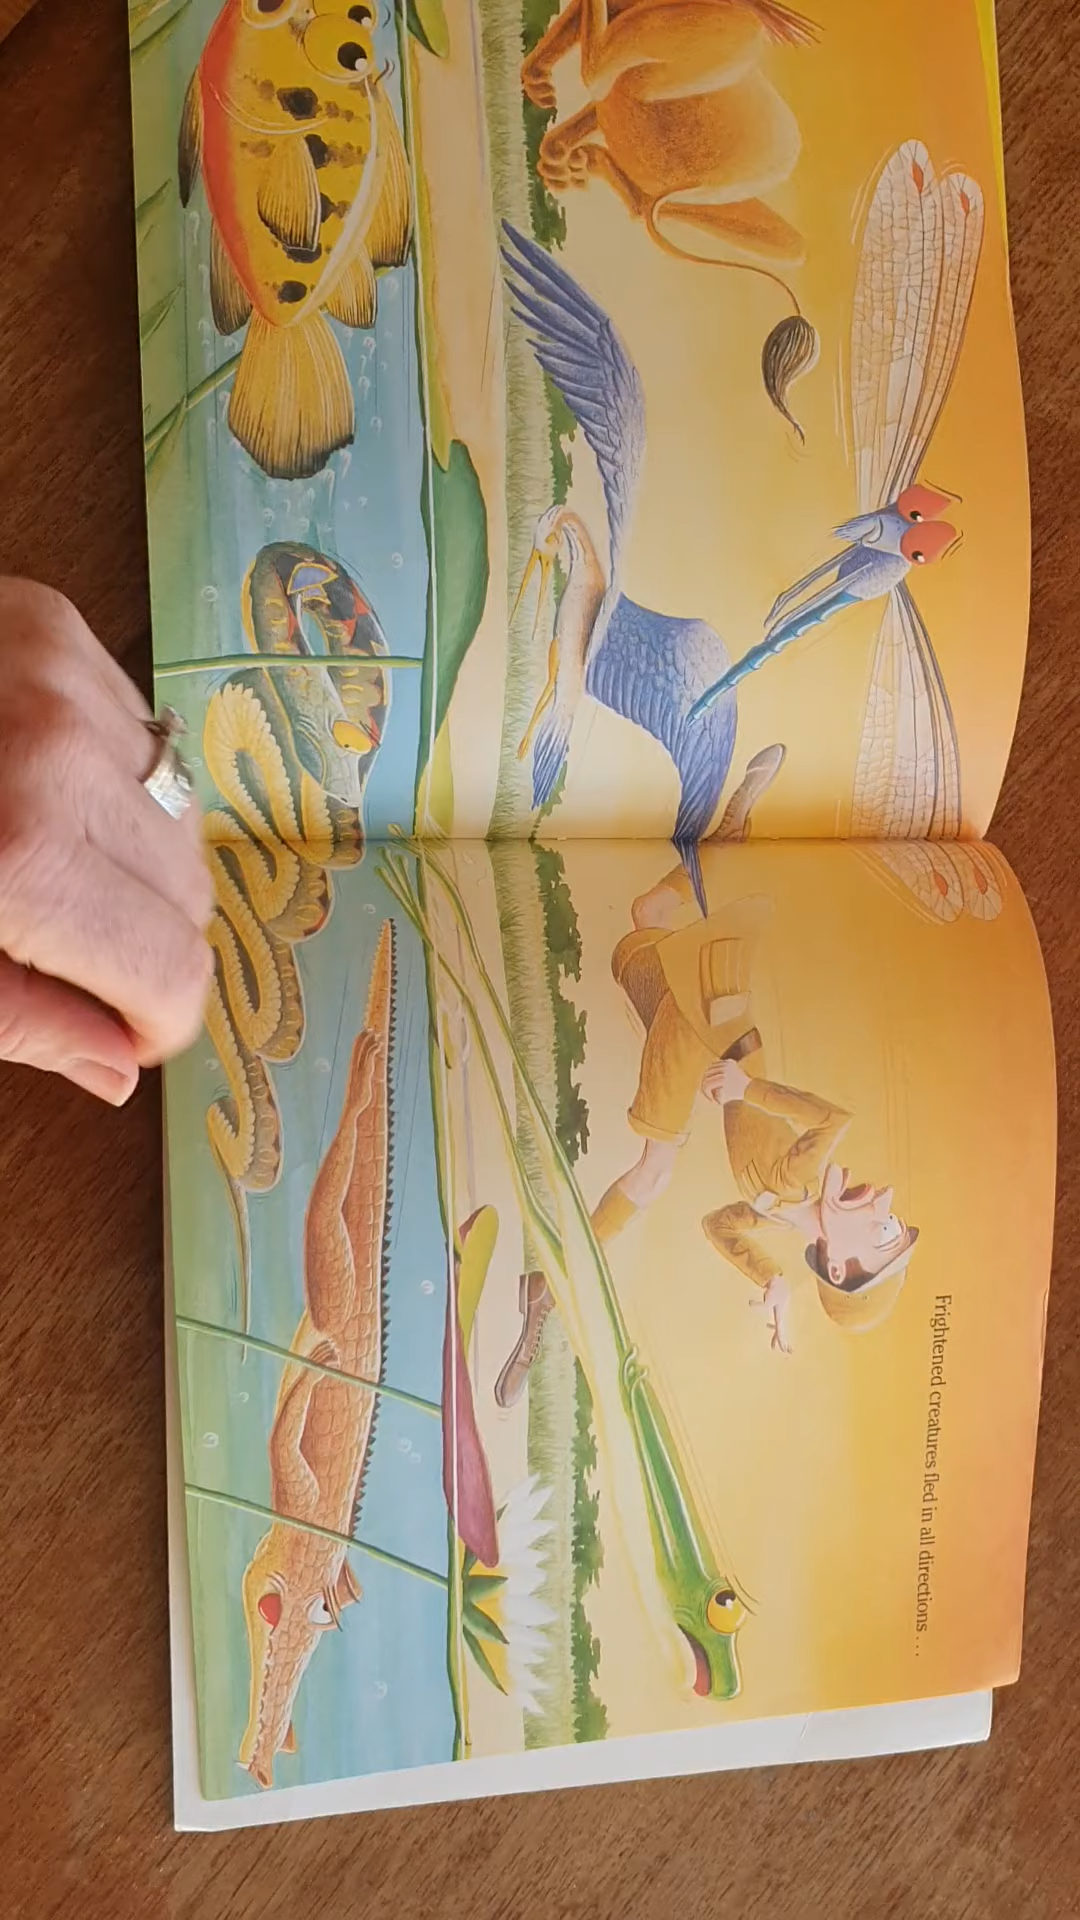 Frightened creatures fled in all directions . . .